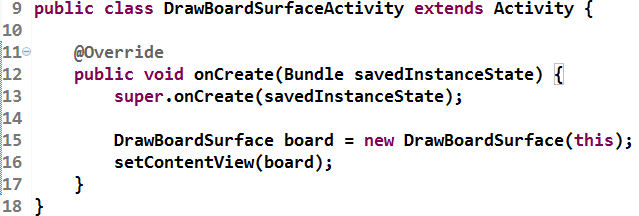 9 public class DrawBoardSurfaceActivity extends Activity {
10
11 @Override
12 public void onCreate(Bundle savedInstanceState) {
13 super.onCreate(savedInstanceState);
14
15 DrawBoardSurface board = new DrawBoardSurface(this);
16 setContentView(board);
17 }
18 }